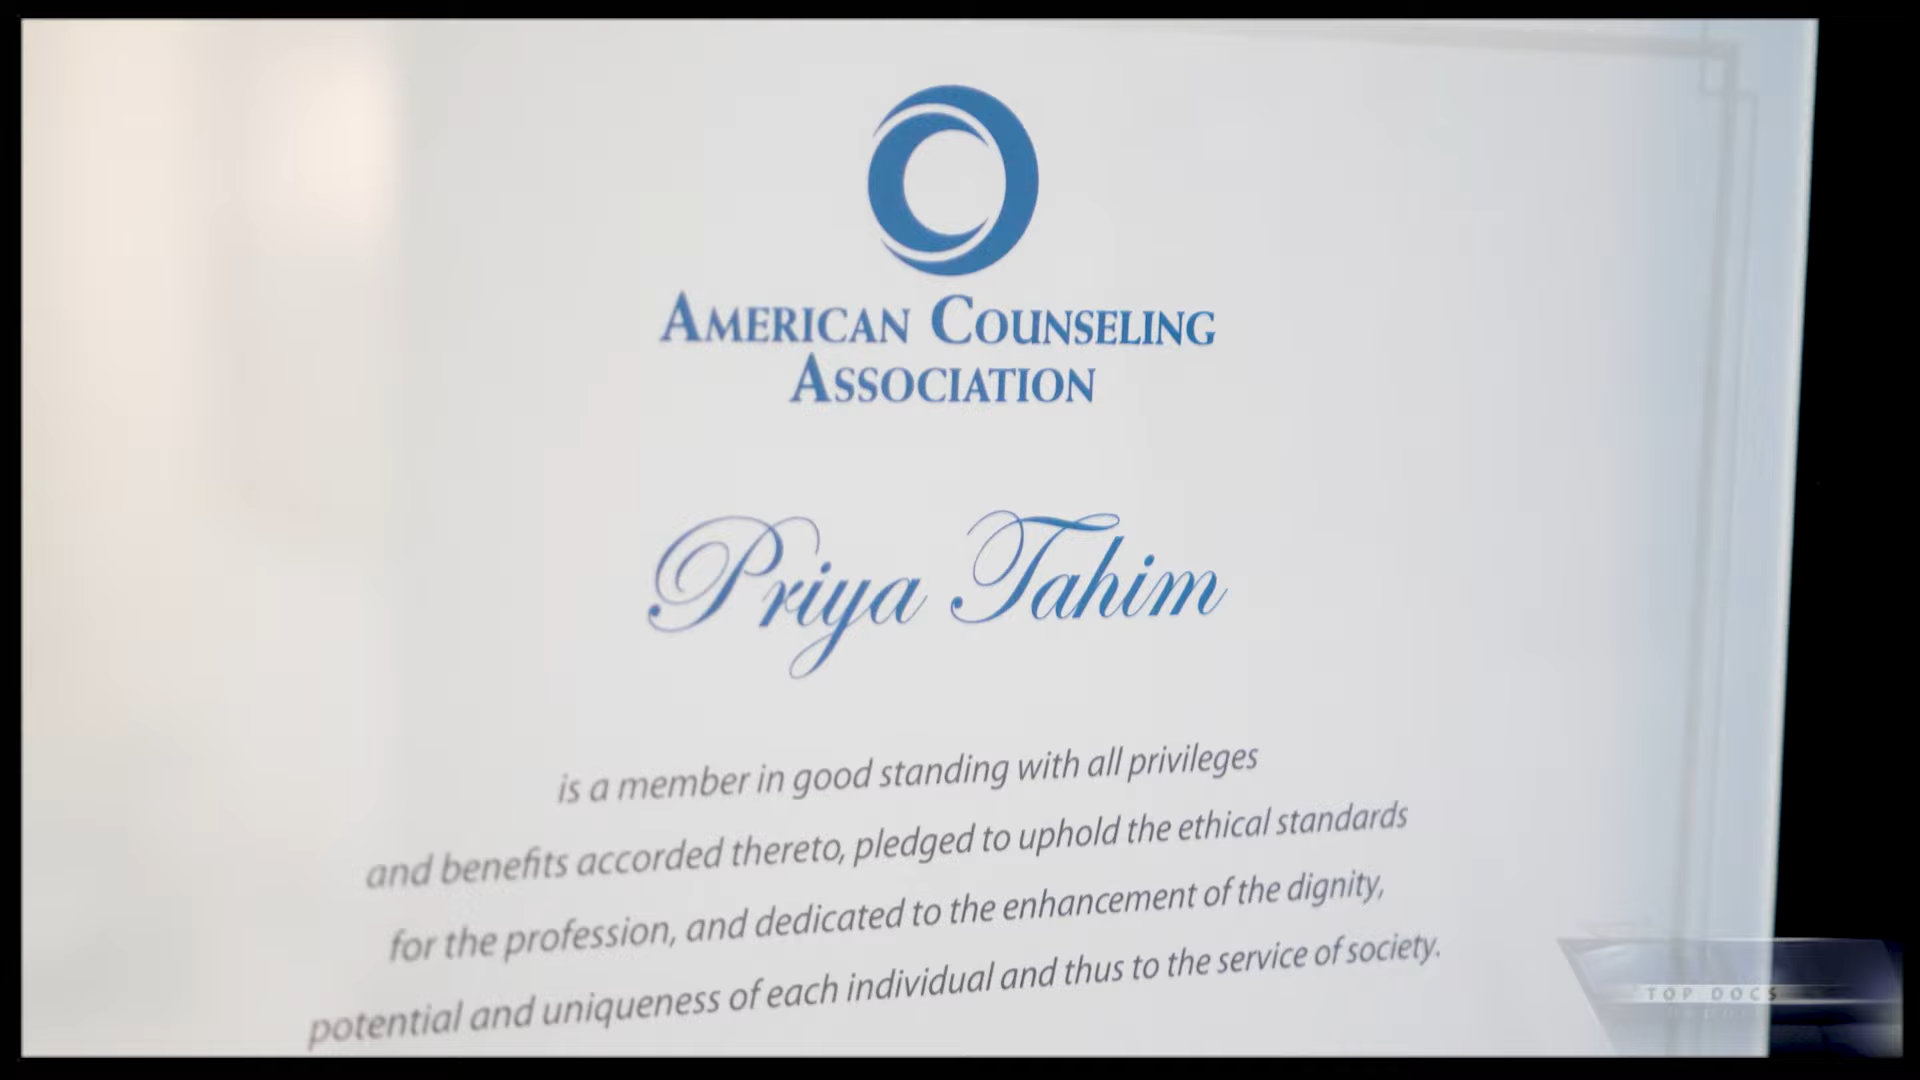 AMERICAN COUNSELING
ASSOCIATION
Priya Tahim
is a member in good standing with all privileges
and benefits accorded thereto, pledged to uphold the ethical standards
for the profession, and dedicated to the enhancement of the dignity,
potential and uniqueness of each individual and thus to the service of society.
TOP DOCS